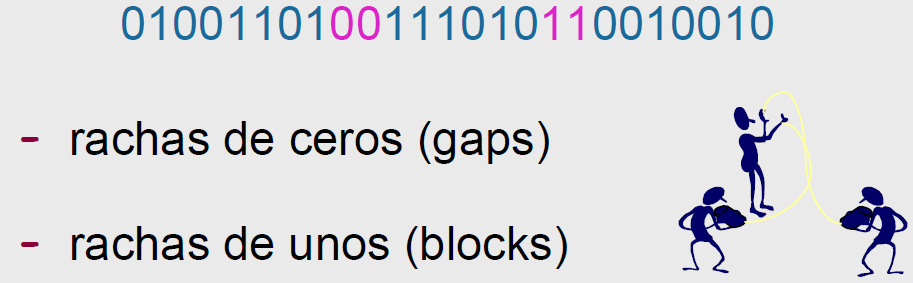 0100110100111010110010010
- rachas de ceros (gaps)
- rachas de unos (blocks)